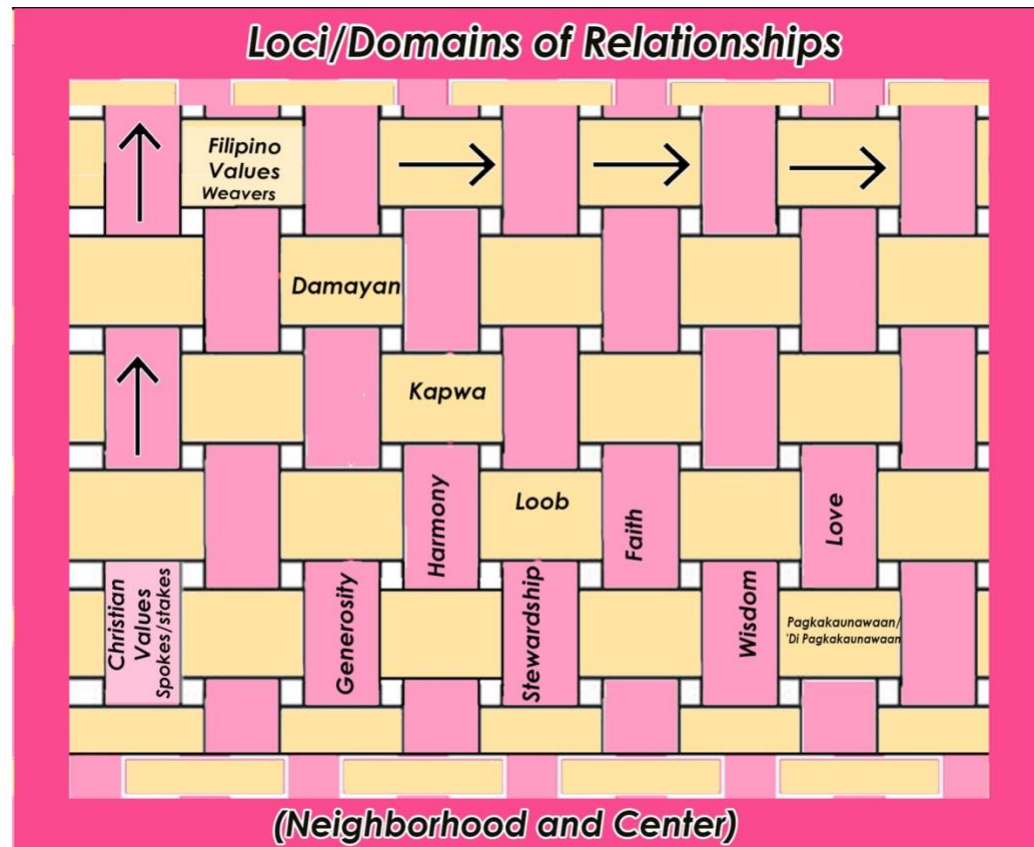 Loci/Domains of Relationships
Filipino
Values
Weavers
Damayan
Kapwa
Harmony
Loob
Faith
Love
Christian
Values
Spokes/stakes
Generosity
Stewardship
Wisdom
Pagkakaunawaan/
'Di Pagkakaunawaan
(Neighborhood and Center)